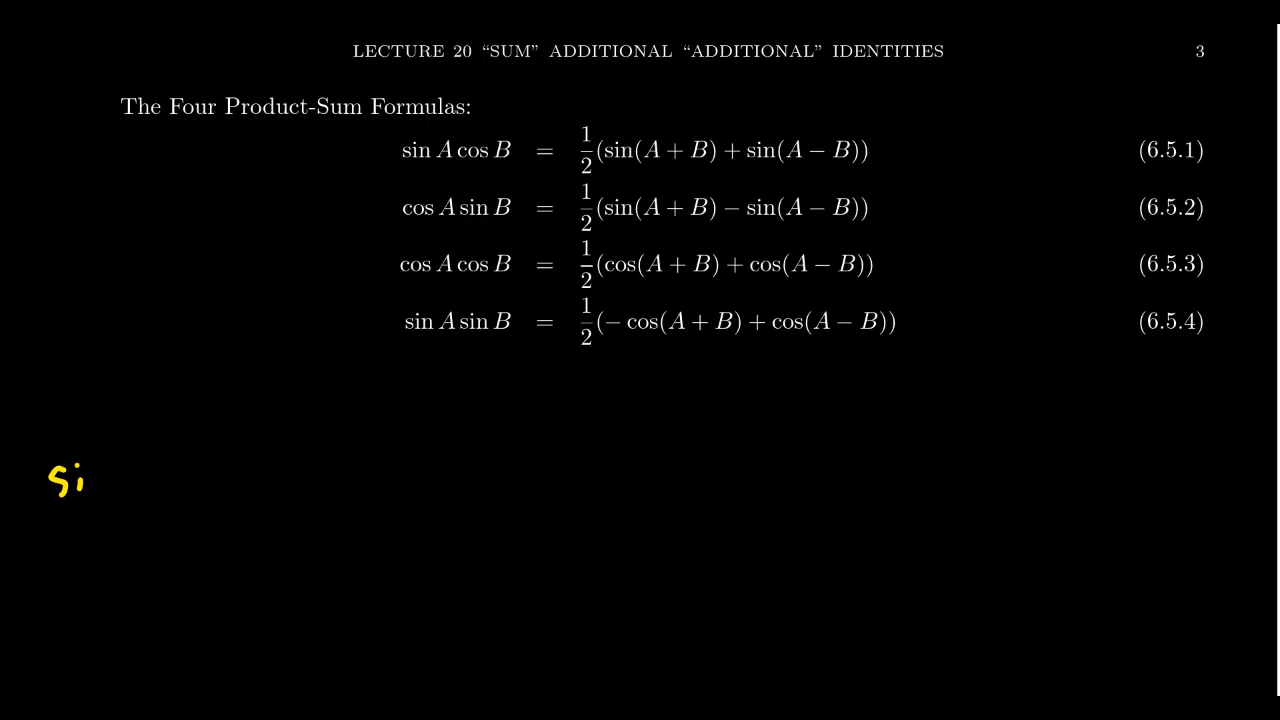 LECTURE 20 “SUM” ADDITIONAL “ADDITIONAL” IDENTITIES 3
The Four Product-Sum Formulas:
sin A cos B = 1/2 (sin(A + B) + sin(A − B)) (6.5.1)
cos A sin B = 1/2 (sin(A + B) − sin(A − B)) (6.5.2)
cos A cos B = 1/2 (cos(A + B) + cos(A − B)) (6.5.3)
sin A sin B = 1/2 (− cos(A + B) + cos(A − B)) (6.5.4)
Si